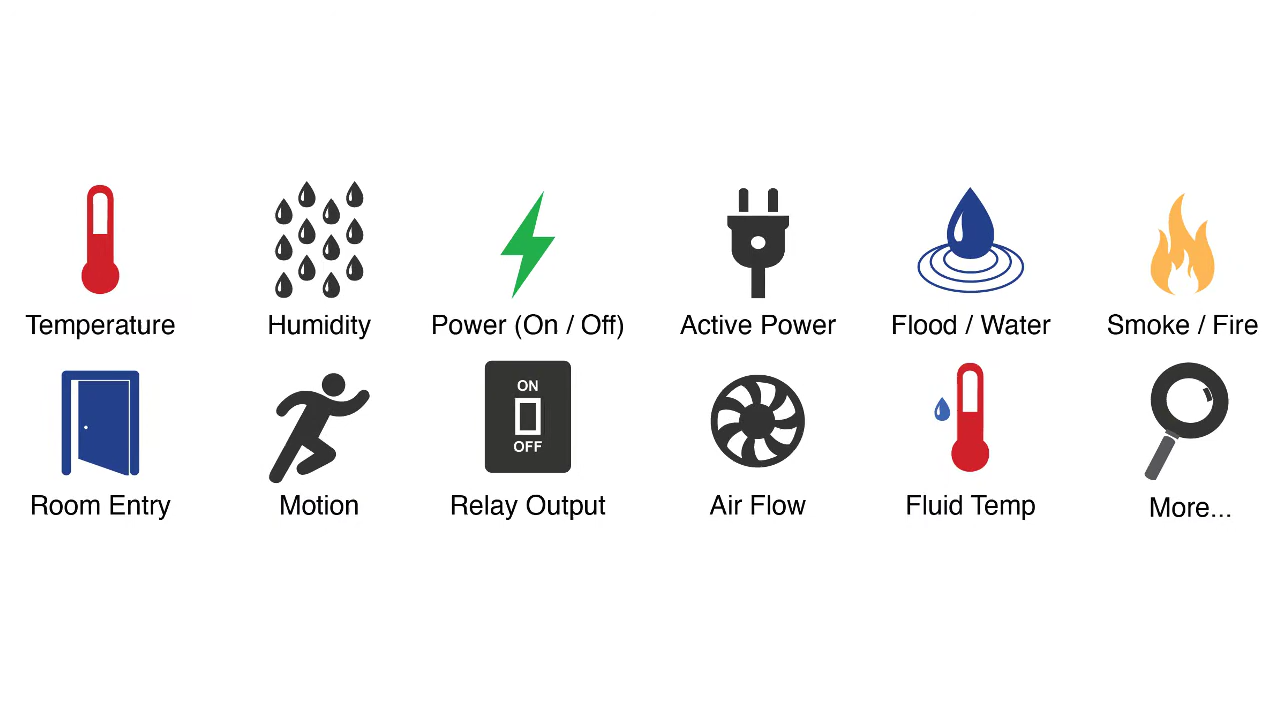 Temperature
Humidity
Power (On / Off)
Active Power
Flood / Water
Smoke / Fire
ON
OFF
Room Entry
Motion
Relay Output
Air Flow
Fluid Temp
More...